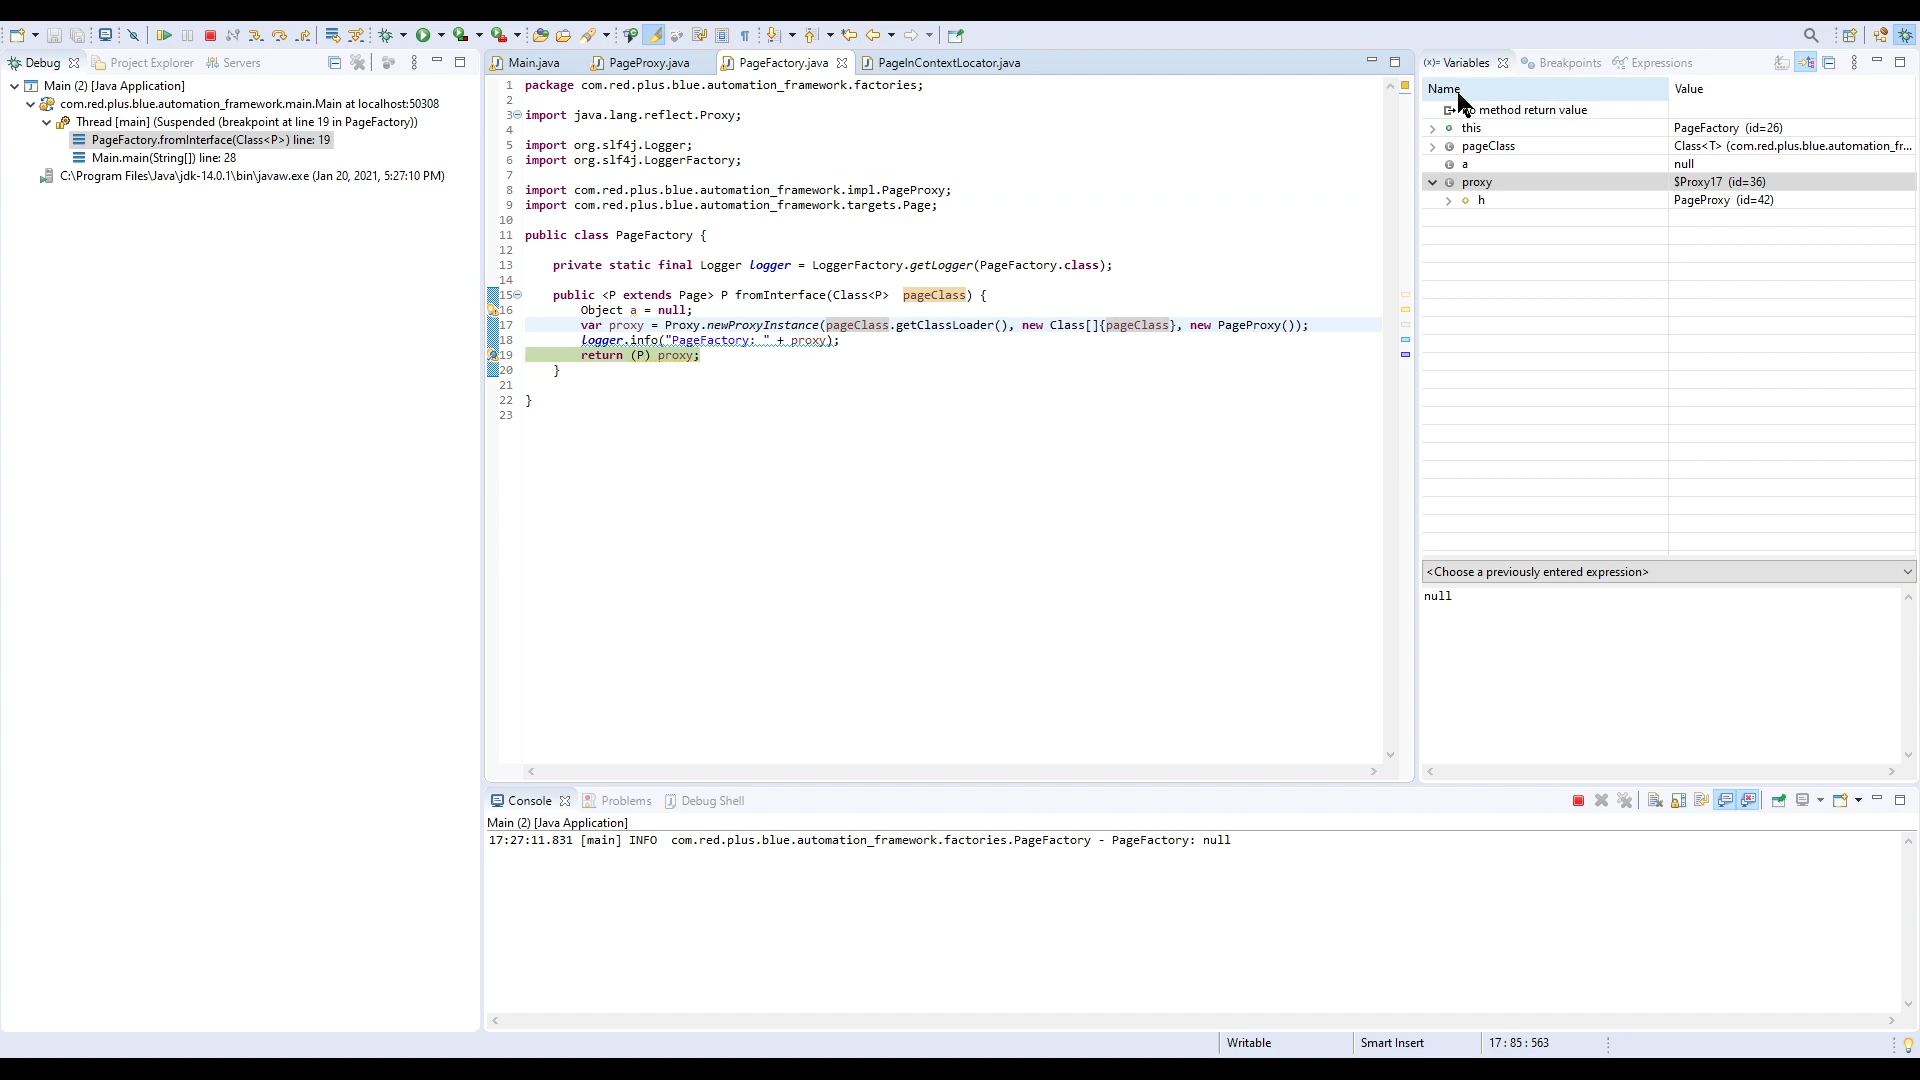 Debug
Project Explorer
Servers
Main (2) [Java Application]
com.red.plus.blue.automation_framework.main.Main at localhost:50308
Thread [main] (Suspended (breakpoint at line 19 in PageFactory))
PageFactory.fromInterface(Class<P>) line: 19
Main.main(String[]) line: 28
C:\Program Files\Java\jdk-14.0.1\bin\javaw.exe (Jan 20, 2021, 5:27:10 PM)
Main.java
PageProxy.java
PageFactory.java
PageInContextLocator.java
1 package com.red.plus.blue.automation_framework.factories;
2
3 import java.lang.reflect.Proxy;
4
5 import org.slf4j.Logger;
6 import org.slf4j.LoggerFactory;
7
8 import com.red.plus.blue.automation_framework.impl.PageProxy;
9 import com.red.plus.blue.automation_framework.targets.Page;
10
11 public class PageFactory {
12
13 private static final Logger logger = LoggerFactory.getLogger(PageFactory.class);
14
15 public <P extends Page> P fromInterface(Class<P> pageClass) {
16 Object a = null;
17 var proxy = Proxy.newProxyInstance(pageClass.getClassLoader(), new Class[]{pageClass}, new PageProxy());
18 logger.info("PageFactory: " + proxy);
19 return (P) proxy;
20 }
21
22 }
23
(x)= Variables
Breakpoints
Expressions
Name Value
method return value
this PageFactory (id=26)
pageClass Class<T> (com.red.plus.blue.automation_fr...
a null
proxy $Proxy17 (id=36)
h PageProxy (id=42)
<Choose a previously entered expression>
null
Console
Problems
Debug Shell
Main (2) [Java Application]
17:27:11.831 [main] INFO com.red.plus.blue.automation_framework.factories.PageFactory - PageFactory: null
Writable
Smart Insert
17 : 85 : 563